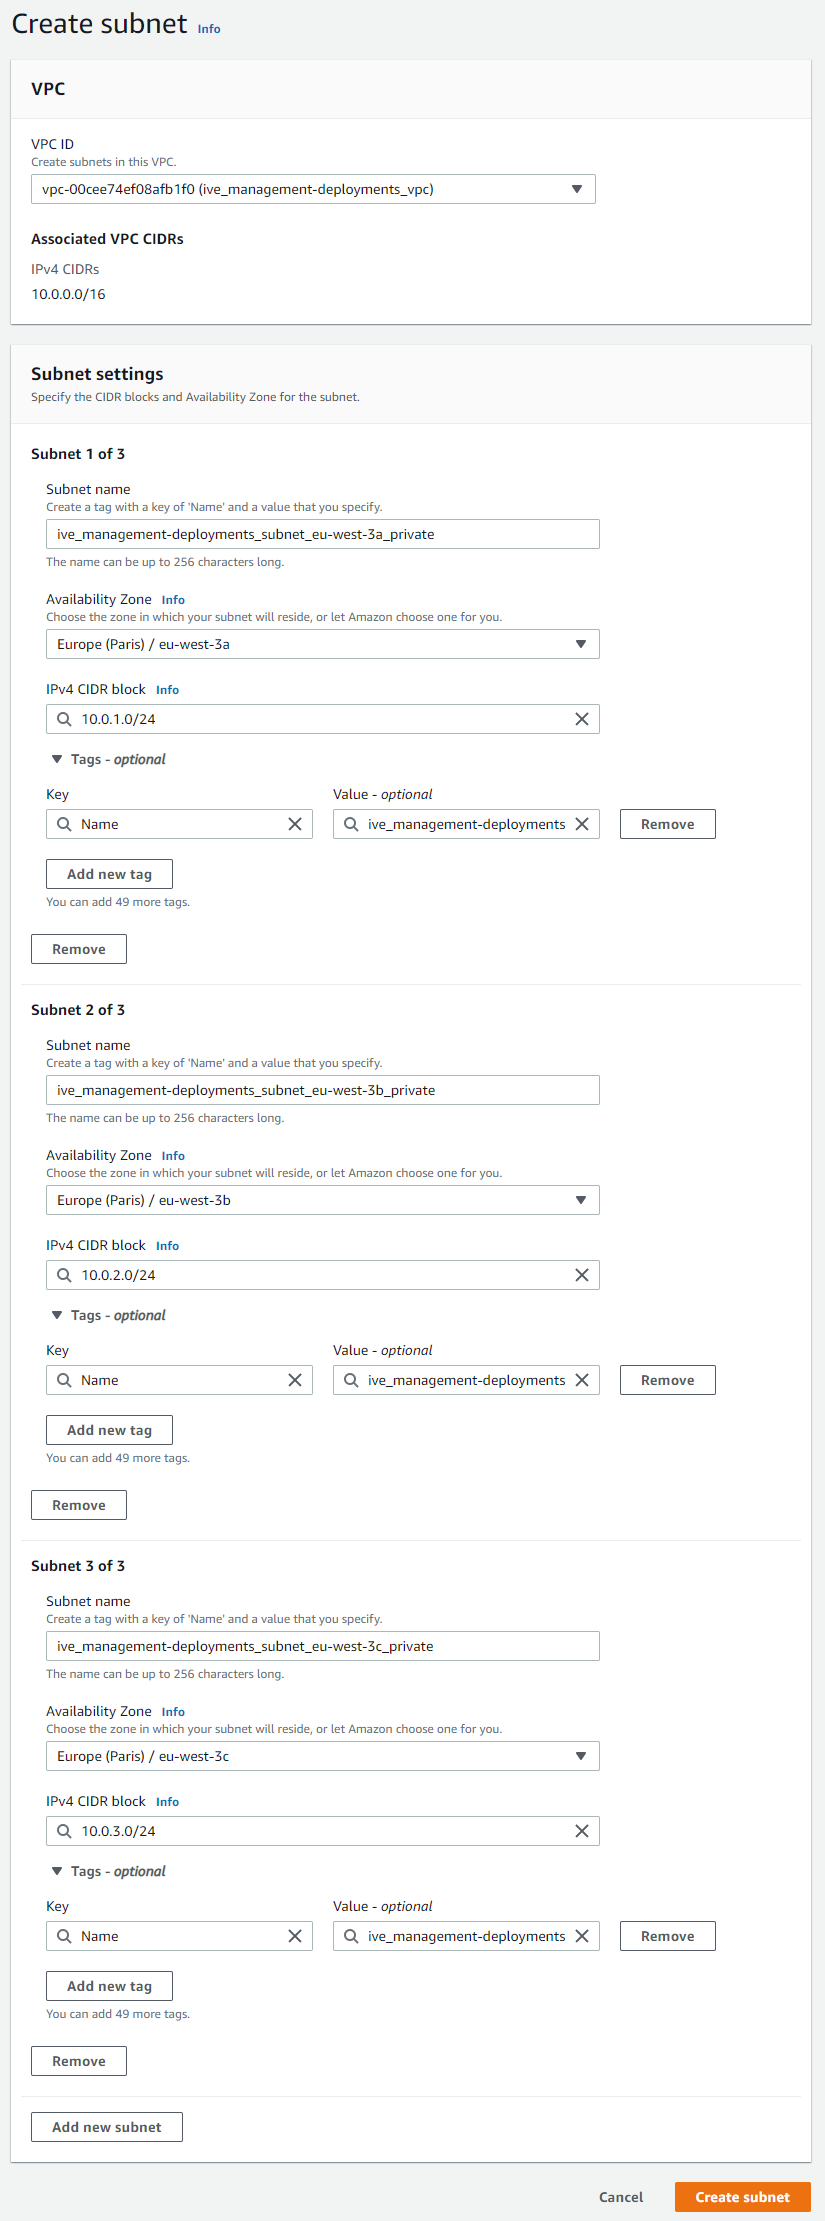 Create subnet Info
VPC
VPC ID
Create subnets in this VPC.
vpc-00cee74ef08afb1f0 (ive_management-deployments_vpc)
Associated VPC CIDRs
IPv4 CIDRs
10.0.0.0/16
Subnet settings
Specify the CIDR blocks and Availability Zone for the subnet.
Subnet 1 of 3
Subnet name
Create a tag with a key of 'Name' and a value that you specify.
ive_management-deployments_subnet_eu-west-3a_private
The name can be up to 256 characters long.
Availability Zone Info
Choose the zone in which your subnet will reside, or let Amazon choose one for you.
Europe (Paris) / eu-west-3a
IPv4 CIDR block Info
10.0.1.0/24
Tags - optional
Key Value - optional
Name ive_management-deployments Remove
Add new tag
You can add 49 more tags.
Remove
Subnet 2 of 3
Subnet name
Create a tag with a key of 'Name' and a value that you specify.
ive_management-deployments_subnet_eu-west-3b_private
The name can be up to 256 characters long.
Availability Zone Info
Choose the zone in which your subnet will reside, or let Amazon choose one for you.
Europe (Paris) / eu-west-3b
IPv4 CIDR block Info
10.0.2.0/24
Tags - optional
Key Value - optional
Name ive_management-deployments Remove
Add new tag
You can add 49 more tags.
Remove
Subnet 3 of 3
Subnet name
Create a tag with a key of 'Name' and a value that you specify.
ive_management-deployments_subnet_eu-west-3c_private
The name can be up to 256 characters long.
Availability Zone Info
Choose the zone in which your subnet will reside, or let Amazon choose one for you.
Europe (Paris) / eu-west-3c
IPv4 CIDR block Info
10.0.3.0/24
Tags - optional
Key Value - optional
Name ive_management-deployments Remove
Add new tag
You can add 49 more tags.
Remove
Add new subnet
Cancel Create subnet